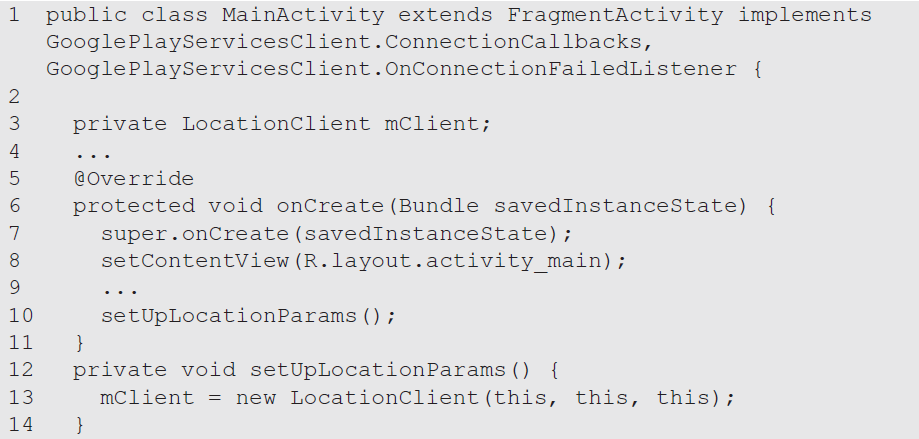 1 public class MainActivity extends FragmentActivity implements
GooglePlayServicesClient.ConnectionCallbacks,
GooglePlayServicesClient.OnConnectionFailedListener {
2
3 private LocationClient mClient;
4 ...
5 @Override
6 protected void onCreate(Bundle savedInstanceState) {
7 super.onCreate(savedInstanceState);
8 setContentView(R.layout.activity_main);
9 ...
10 setUpLocationParams();
11 }
12 private void setUpLocationParams() {
13 mClient = new LocationClient(this, this, this);
14 }